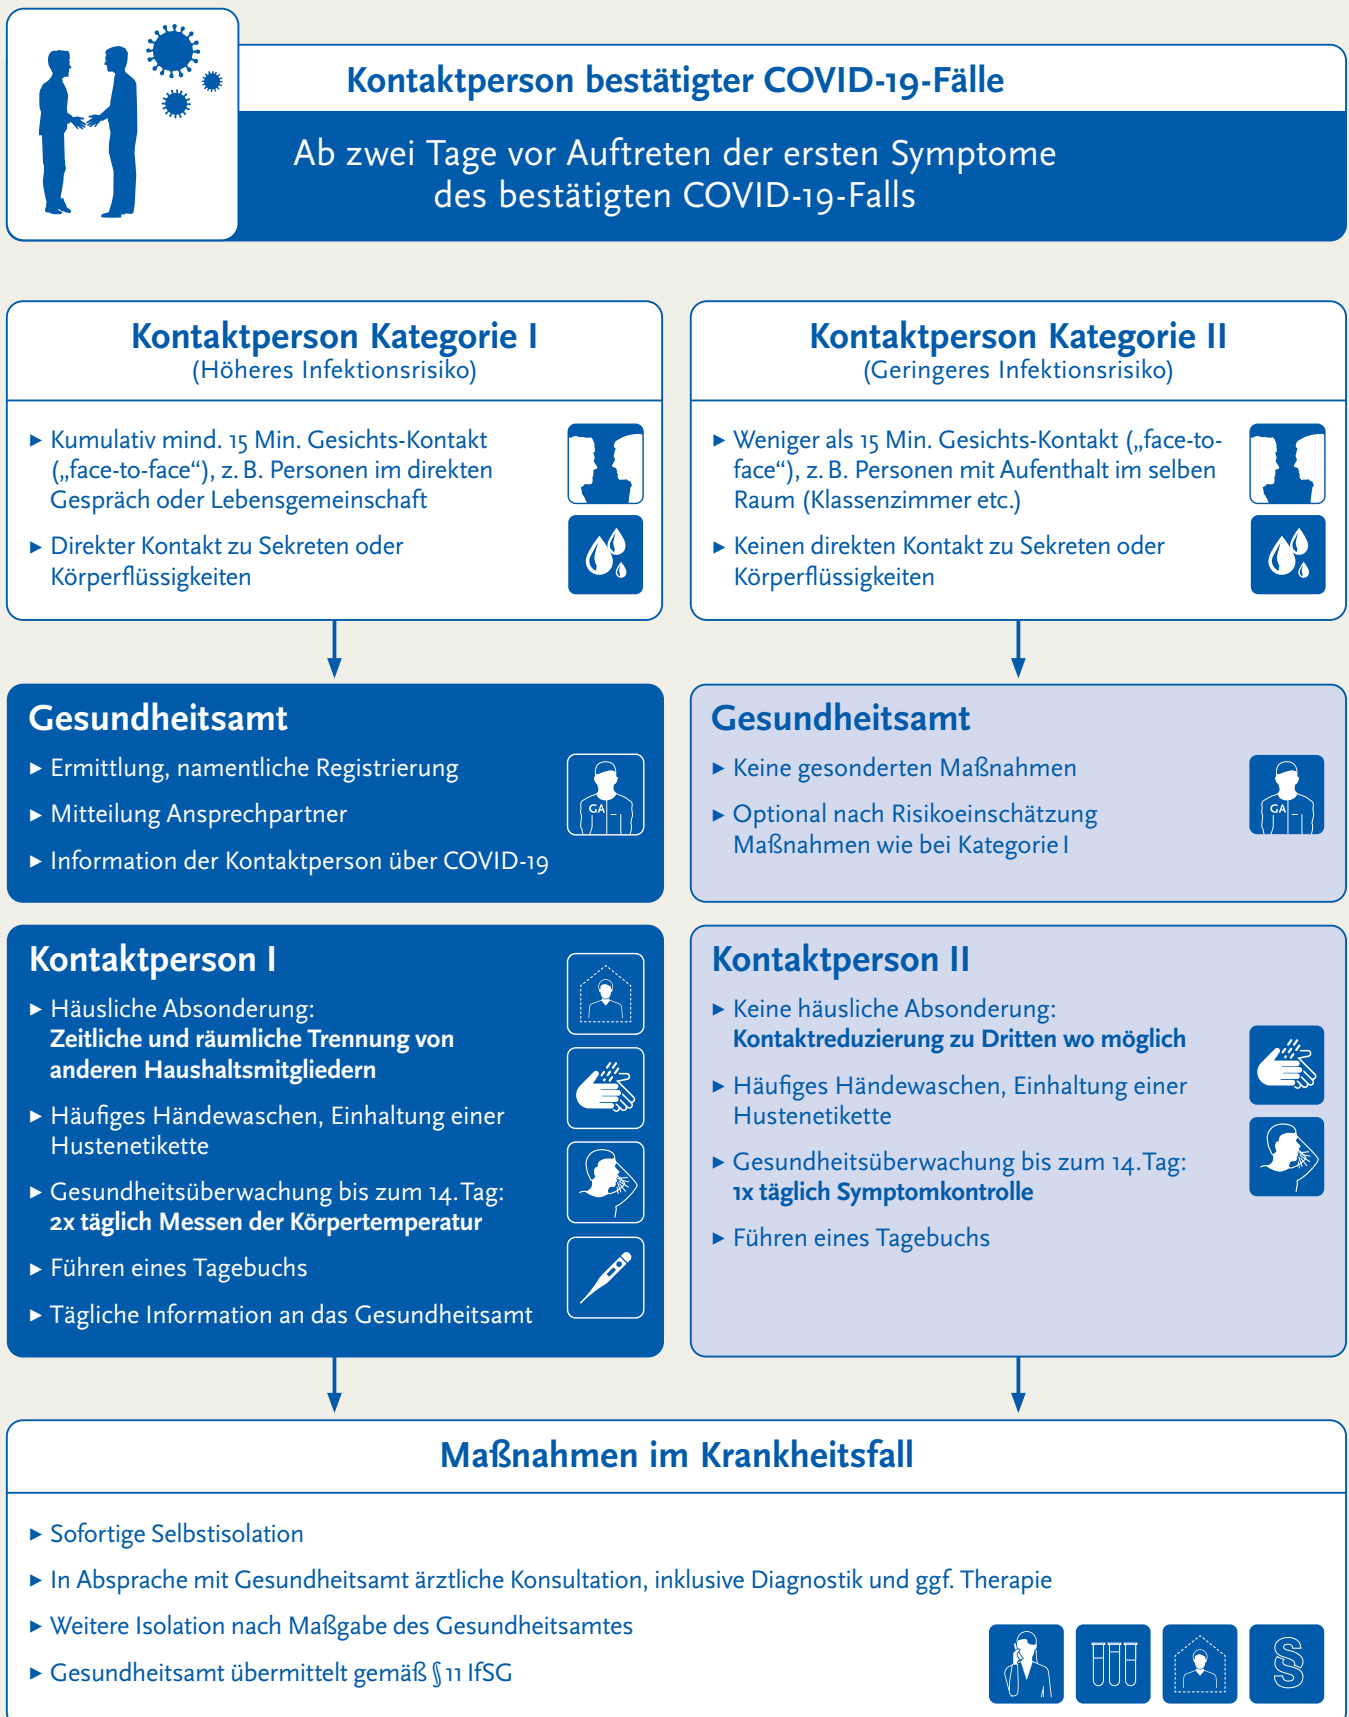 Kontaktperson bestätigter COVID-19-Fälle
Ab zwei Tage vor Auftreten der ersten Symptome
des bestätigten COVID-19-Falls
Kontaktperson Kategorie I
(Höheres Infektionsrisiko)
► Kumulativ mind. 15 Min. Gesichts-Kontakt
(„face-to-face“), z. B. Personen im direkten
Gespräch oder Lebensgemeinschaft
► Direkter Kontakt zu Sekreten oder
Körperflüssigkeiten
Kontaktperson Kategorie II
(Geringeres Infektionsrisiko)
► Weniger als 15 Min. Gesichts-Kontakt („face-to-
face“), z. B. Personen mit Aufenthalt im selben
Raum (Klassenzimmer etc.)
► Keinen direkten Kontakt zu Sekreten oder
Körperflüssigkeiten
Gesundheitsamt
► Ermittlung, namentliche Registrierung
► Mitteilung Ansprechpartner
► Information der Kontaktperson über COVID-19
GA
Gesundheitsamt
► Keine gesonderten Maßnahmen
► Optional nach Risikoeinschätzung
Maßnahmen wie bei Kategorie I
GA
Kontaktperson I
► Häusliche Absonderung:
Zeitliche und räumliche Trennung von
anderen Haushaltsmitgliedern
► Häufiges Händewaschen, Einhaltung einer
Hustenetikette
► Gesundheitsüberwachung bis zum 14. Tag:
2x täglich Messen der Körpertemperatur
► Führen eines Tagebuchs
► Tägliche Information an das Gesundheitsamt
Kontaktperson II
► Keine häusliche Absonderung:
Kontaktreduzierung zu Dritten wo möglich
► Häufiges Händewaschen, Einhaltung einer
Hustenetikette
► Gesundheitsüberwachung bis zum 14. Tag:
1x täglich Symptomkontrolle
► Führen eines Tagebuchs
Maßnahmen im Krankheitsfall
► Sofortige Selbstisolation
► In Absprache mit Gesundheitsamt ärztliche Konsultation, inklusive Diagnostik und ggf. Therapie
► Weitere Isolation nach Maßgabe des Gesundheitsamtes
► Gesundheitsamt übermittelt gemäß § 11 IfSG
§